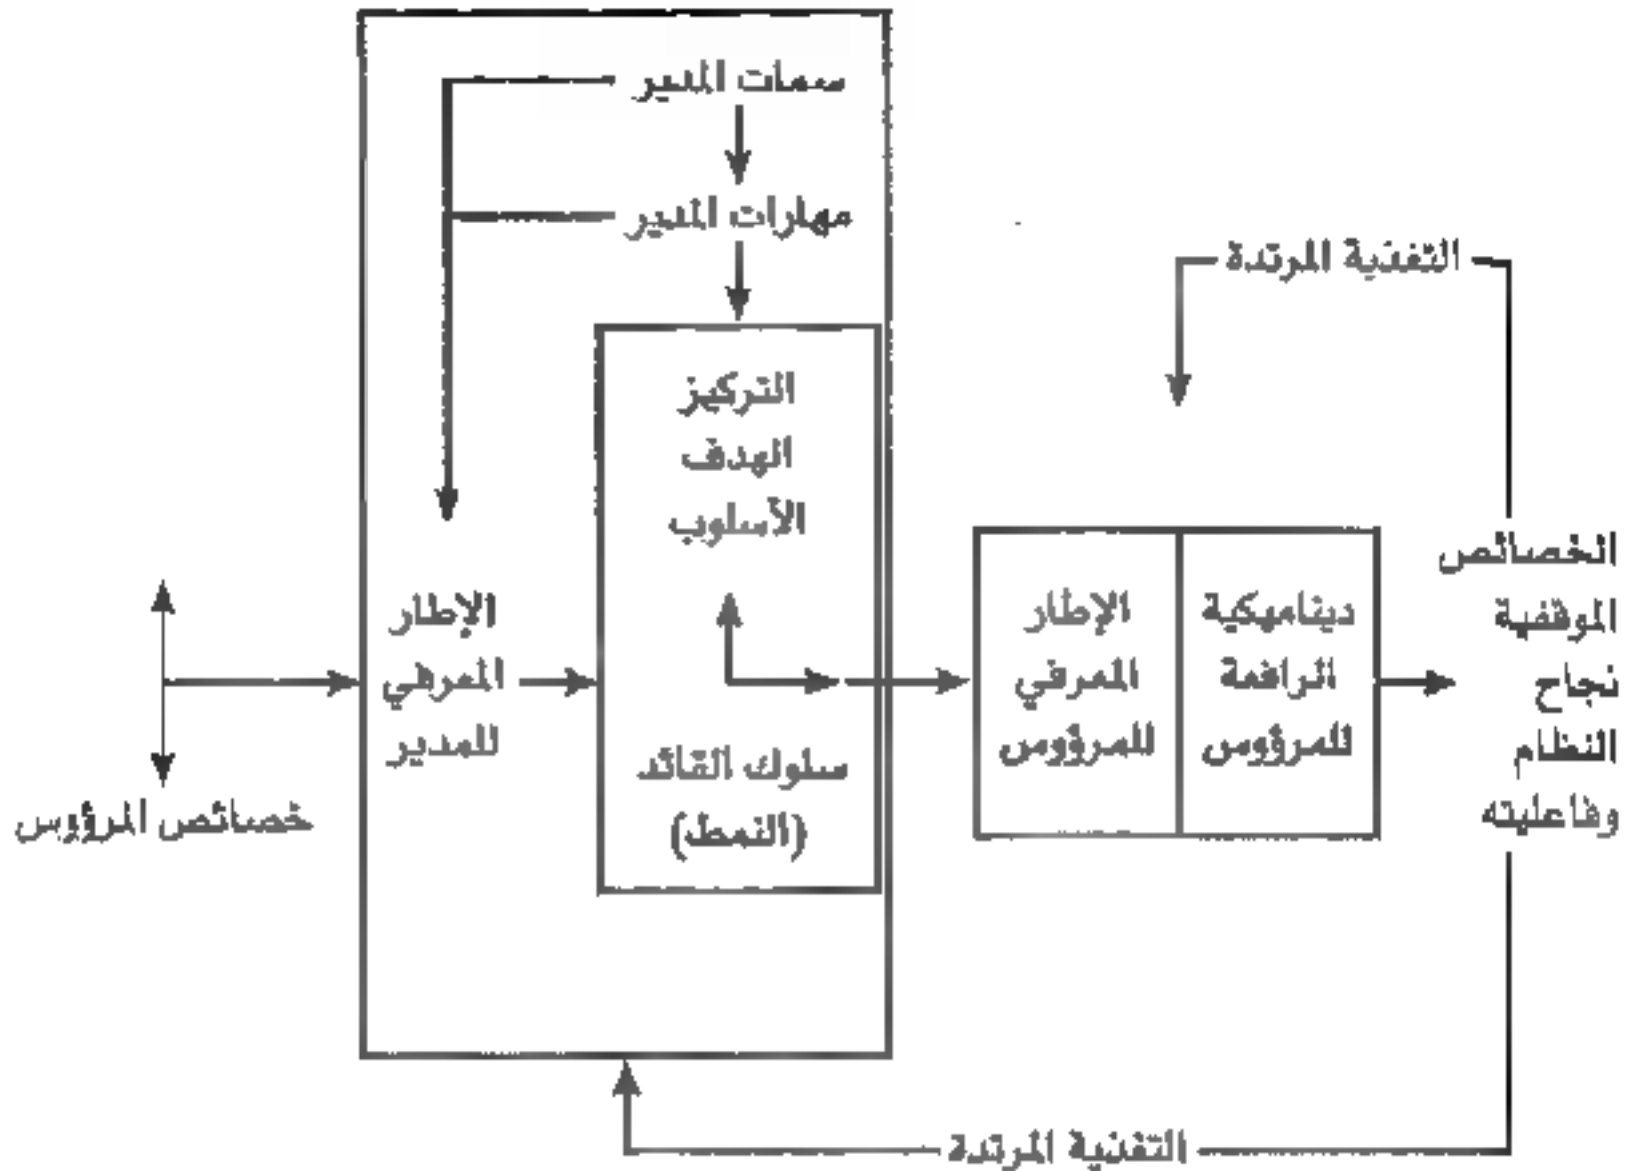 سمات المدير
مهارات المدير
التغذية المرتدة
التركيز
الهدف
الأسلوب
الإطار
المعرفي
للمدير
سلوك القائد
(النمط)
الإطار
المعرفي
للمرؤوس
ديناميكية
الرافعة
للمرؤوس
الخصائص
الموقفية
نجاح
النظام
وفاعليته
خصائص المرؤوس
التغذية المرتدة